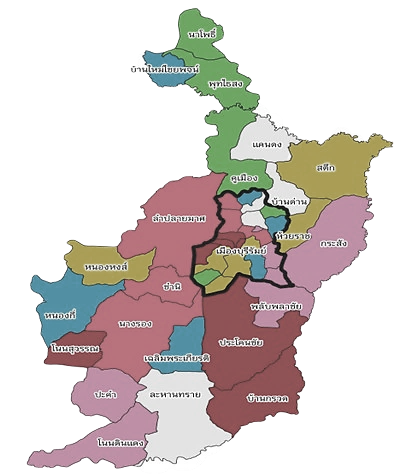 นาโพธิ์
บ้านใหม่ไชยพจน์
พุทไธสง
แคนดง
สตึก
คูเมือง
บ้านด่าน
ลำปลายมาศ
ห้วยราช
กระสัง
เมืองบุรีรัมย์
หนองหงส์
ชำนิ
พลับพลาชัย
หนองกี่
นางรอง
ประโคนชัย
โนนสุวรรณ
เฉลิมพระเกียรติ
ปะคำ
ละหานทราย
บ้านกรวด
โนนดินแดง